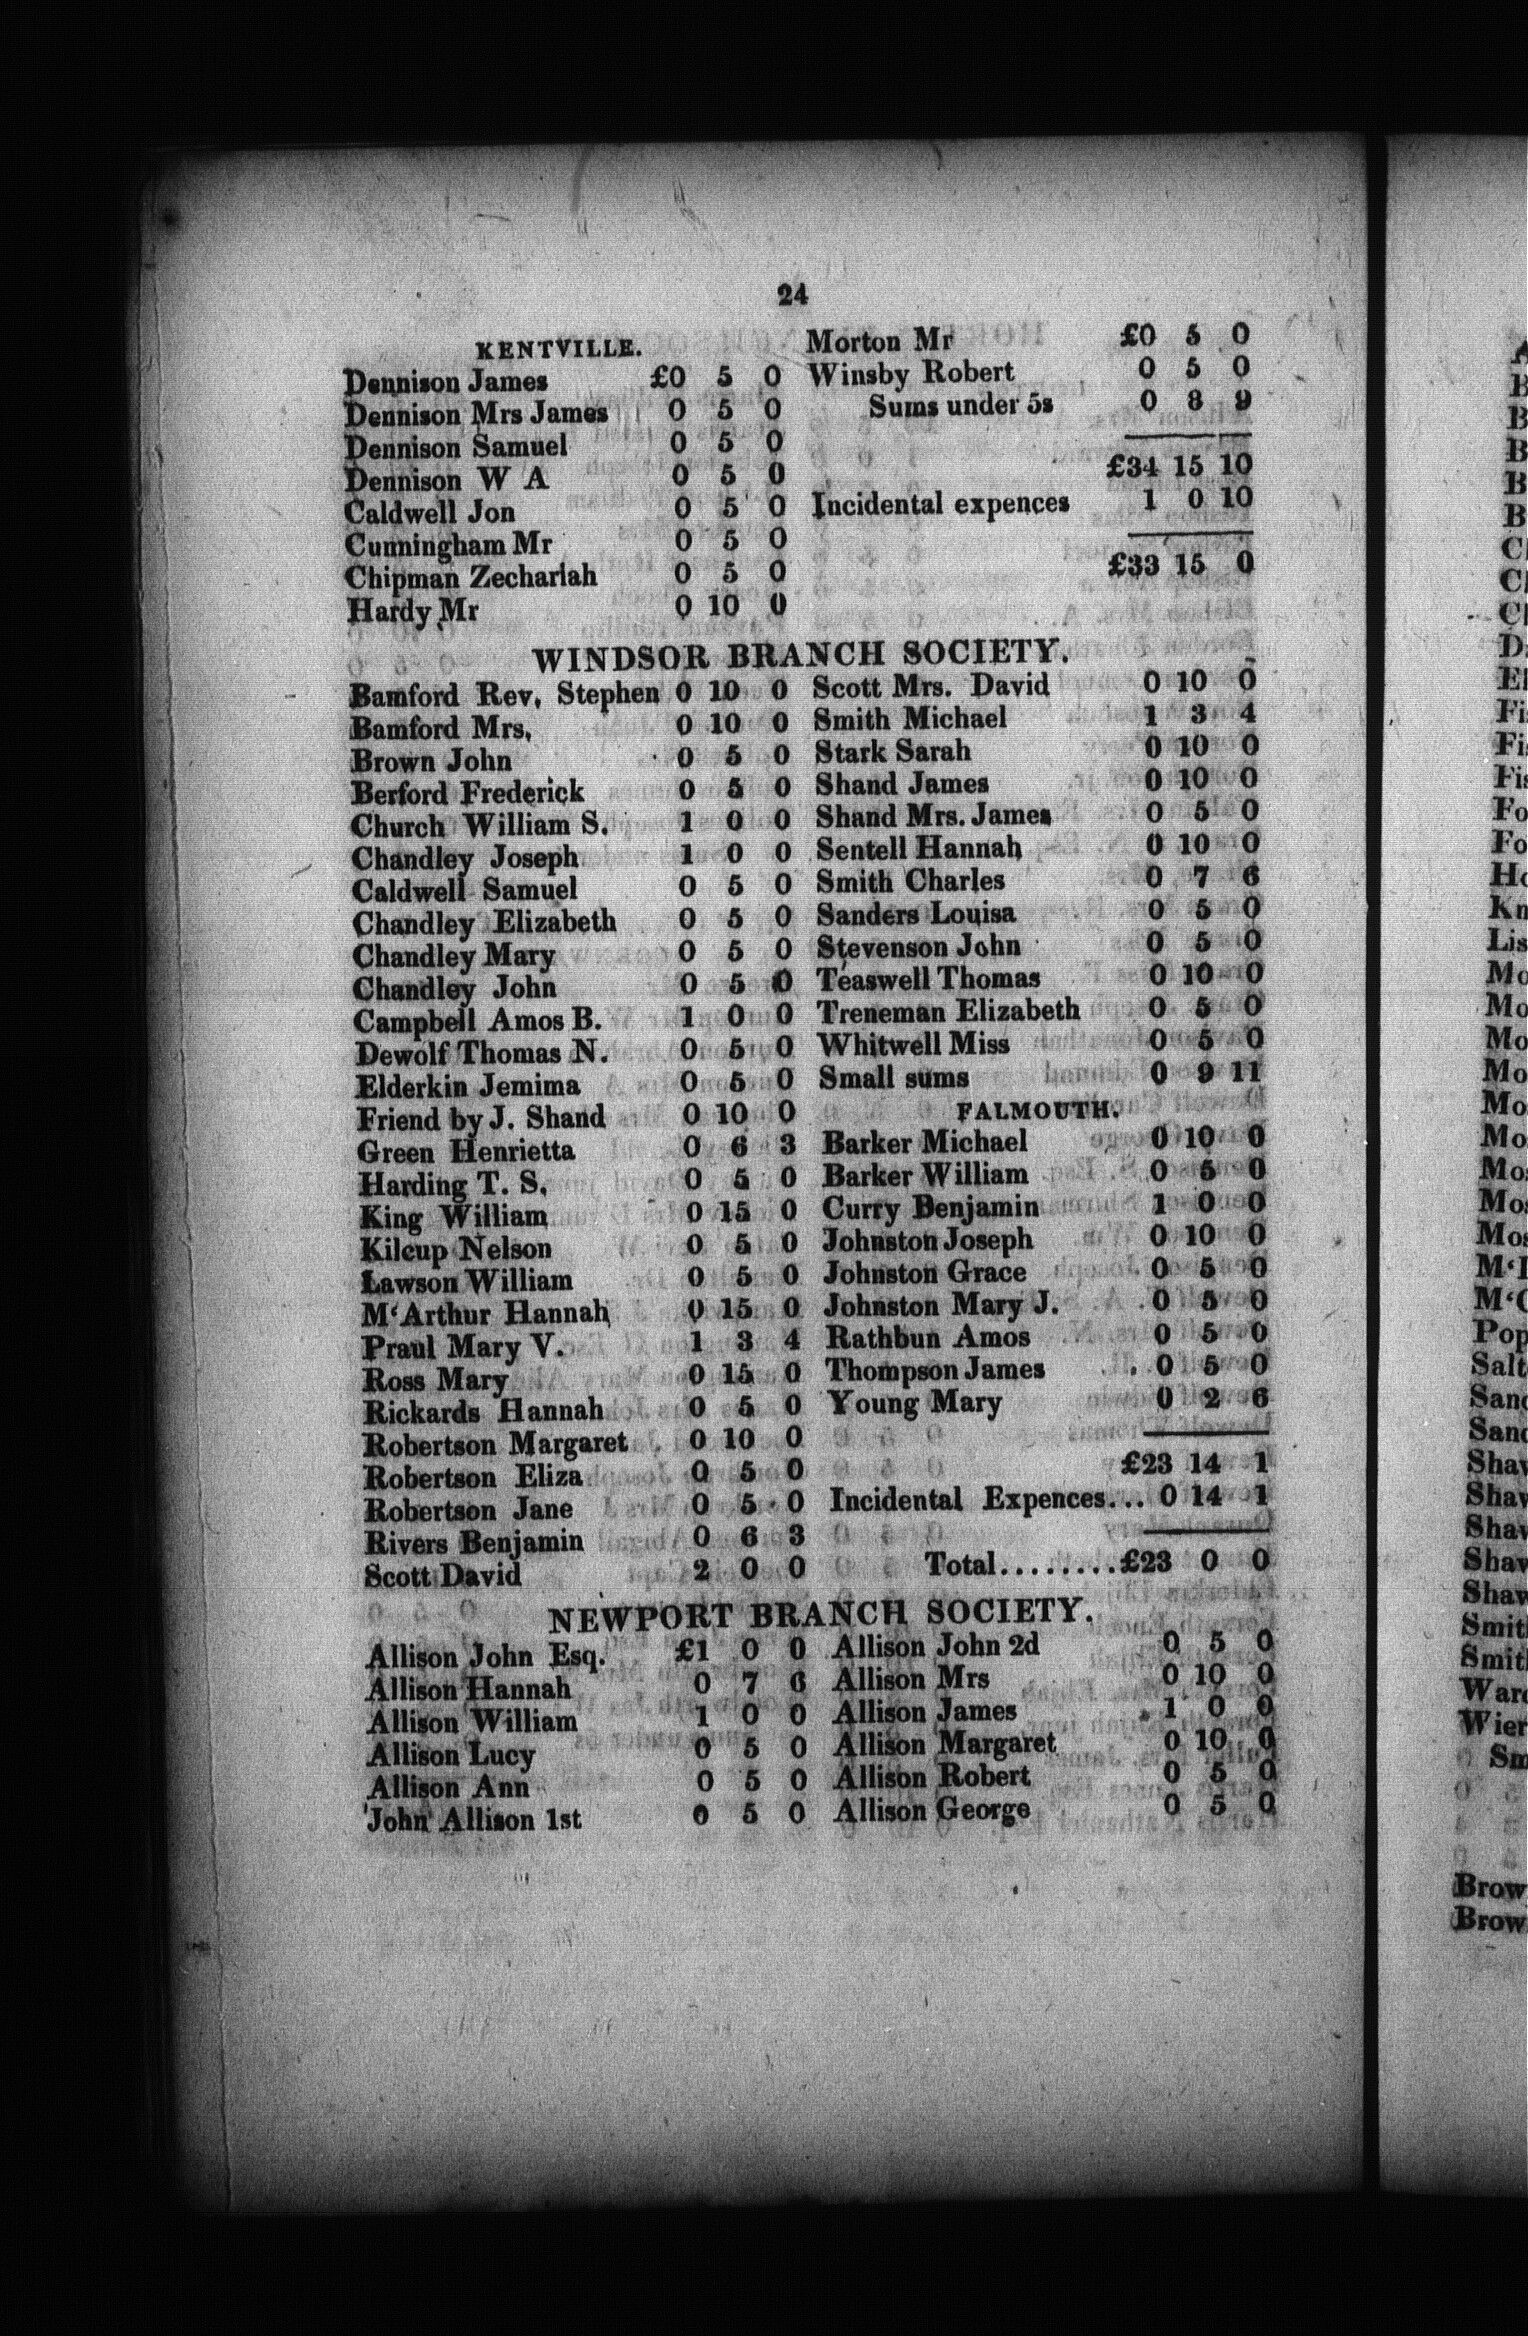 24
KENTVILLE.
Dennison James £0 5 0
Dennison Mrs James 0 5 0
Dennison Samuel 0 5 0
Dennison W A 0 5 0
Caldwell Jon 0 5 0
Cunningham Mr 0 5 0
Chipman Zechariah 0 5 0
Hardy Mr 0 10 0
Morton Mr £0 5 0
Winsby Robert 0 5 0
Sums under 5s 0 8 9
£34 15 10
Incidental expences 1 0 10
£33 15 0
WINDSOR BRANCH SOCIETY.
Bamford Rev. Stephen 0 10 0
Bamford Mrs. 0 10 0
Brown John 0 5 0
Berford Frederick 0 5 0
Church William S. 1 0 0
Chandley Joseph 1 0 0
Caldwell Samuel 0 5 0
Chandley Elizabeth 0 5 0
Chandley Mary 0 5 0
Chandley John 0 5 0
Campbell Amos B. 1 0 0
Dewolf Thomas N. 0 5 0
Elderkin Jemima 0 5 0
Friend by J. Shand 0 10 0
Green Henrietta 0 6 3
Harding T. S. 0 5 0
King William 0 15 0
Kilcup Nelson 0 5 0
Lawson William 0 5 0
M‘Arthur Hannah 0 15 0
Praul Mary V. 1 3 4
Ross Mary 0 15 0
Rickards Hannah 0 5 0
Robertson Margaret 0 10 0
Robertson Eliza 0 5 0
Robertson Jane 0 5 0
Rivers Benjamin 0 6 3
Scott David 2 0 0
Scott Mrs. David 0 10 0
Smith Michael 1 3 4
Stark Sarah 0 10 0
Shand James 0 10 0
Shand Mrs. James 0 5 0
Sentell Hannah 0 10 0
Smith Charles 0 7 6
Sanders Louisa 0 5 0
Stevenson John 0 5 0
Teaswell Thomas 0 10 0
Treneman Elizabeth 0 5 0
Whitwell Miss 0 5 0
Small sums 0 9 11
FALMOUTH.
Barker Michael 0 10 0
Barker William 0 5 0
Curry Benjamin 1 0 0
Johnston Joseph 0 10 0
Johnston Grace 0 5 0
Johnston Mary J. 0 5 0
Rathbun Amos 0 5 0
Thompson James 0 5 0
Young Mary 0 2 6
£23 14 1
Incidental Expences... 0 14 1
Total........£23 0 0
NEWPORT BRANCH SOCIETY.
Allison John Esq. £1 0 0
Allison Hannah 0 7 6
Allison William 1 0 0
Allison Lucy 0 5 0
Allison Ann 0 5 0
John Allison 1st 0 5 0
Allison John 2d 0 5 0
Allison Mrs 0 10 0
Allison James 1 0 0
Allison Margaret 0 10 0
Allison Robert 0 5 0
Allison George 0 5 0